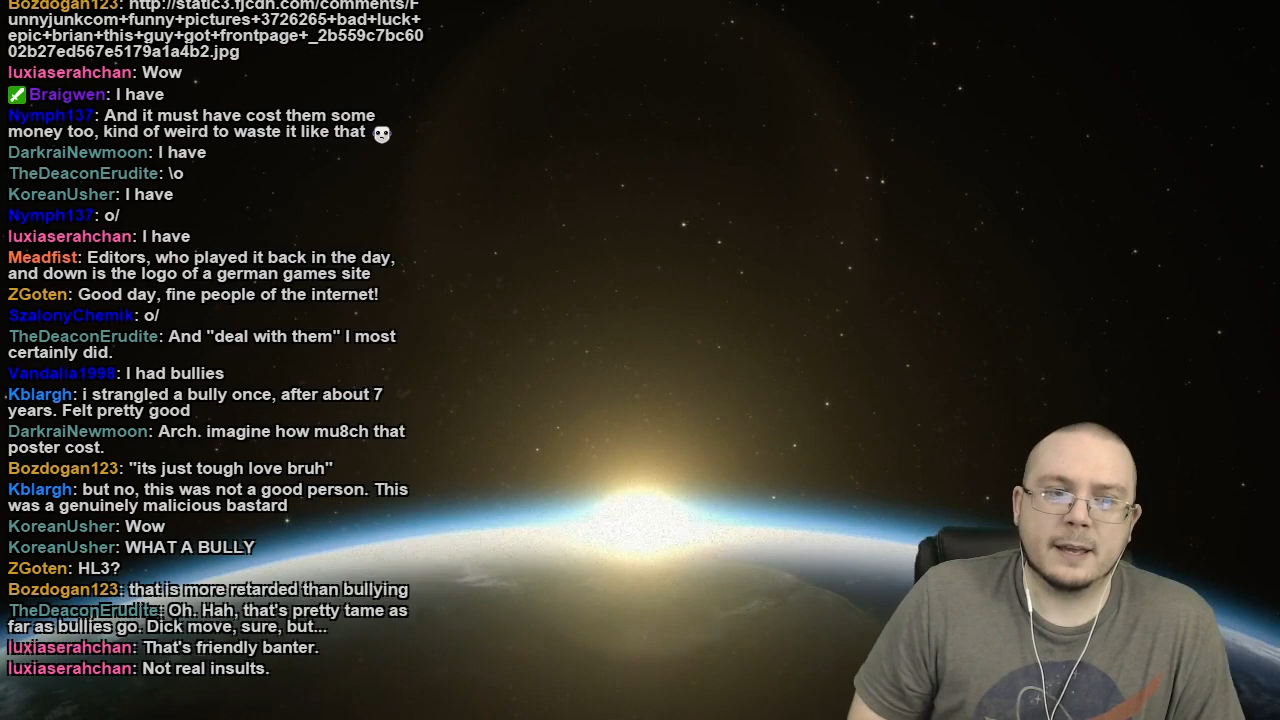 Bozdogan123: http://static3.fjcdn.com/comments/F
unnyjunkcom+funny+pictures+3726265+bad+luck+
epic+brian+this+guy+got+frontpage+_2b559c7bc60
02b27ed567e5179a1a4b2.jpg
luxiaserahchan: Wow
Braigwen: I have
Nymph137: And it must have cost them some
money too, kind of weird to waste it like that
DarkraiNewmoon: I have
TheDeaconErudite: \o
KoreanUsher: I have
Nymph137: o/
luxiaserahchan: I have
Meadfist: Editors, who played it back in the day,
and down is the logo of a german games site
ZGoten: Good day, fine people of the internet!
SzalonyChemik: o/
TheDeaconErudite: And "deal with them" I most
certainly did.
Vandalia1998: I had bullies
Kblargh: i strangled a bully once, after about 7
years. Felt pretty good
DarkraiNewmoon: Arch. imagine how mu8ch that
poster cost.
Bozdogan123: "its just tough love bruh"
Kblargh: but no, this was not a good person. This
was a genuinely malicious bastard
KoreanUsher: Wow
KoreanUsher: WHAT A BULLY
ZGoten: HL3?
Bozdogan123: that is more retarded than bullying
TheDeaconErudite: Oh. Hah, that's pretty tame as
far as bullies go. Dick move, sure, but...
luxiaserahchan: That's friendly banter.
luxiaserahchan: Not real insults.